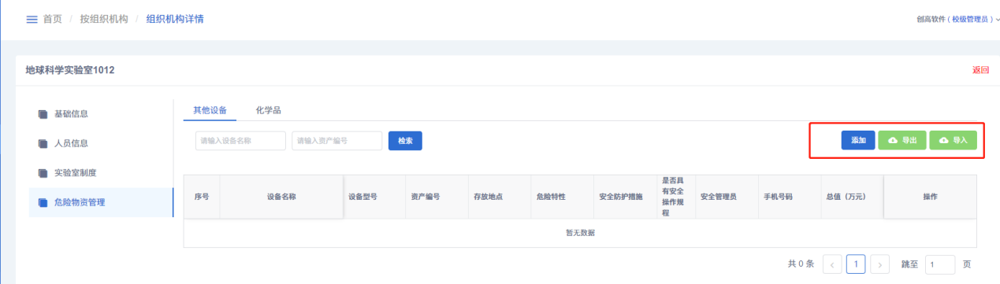 首页 / 按组织机构 / 组织机构详情
创高软件 ( 校级管理员 )
地球科学实验室1012
返回
基础信息
人员信息
实验室制度
危险物资管理
其他设备 化学品
请输入设备名称 请输入资产编号 检索
添加 导出 导入
序号 设备名称 设备型号 资产编号 存放地点 危险特性 安全防护措施 是否具有安全操作规程 安全管理员 手机号码 总值（万元） 操作
暂无数据
共 0 条 < 1 > 跳至 1 页